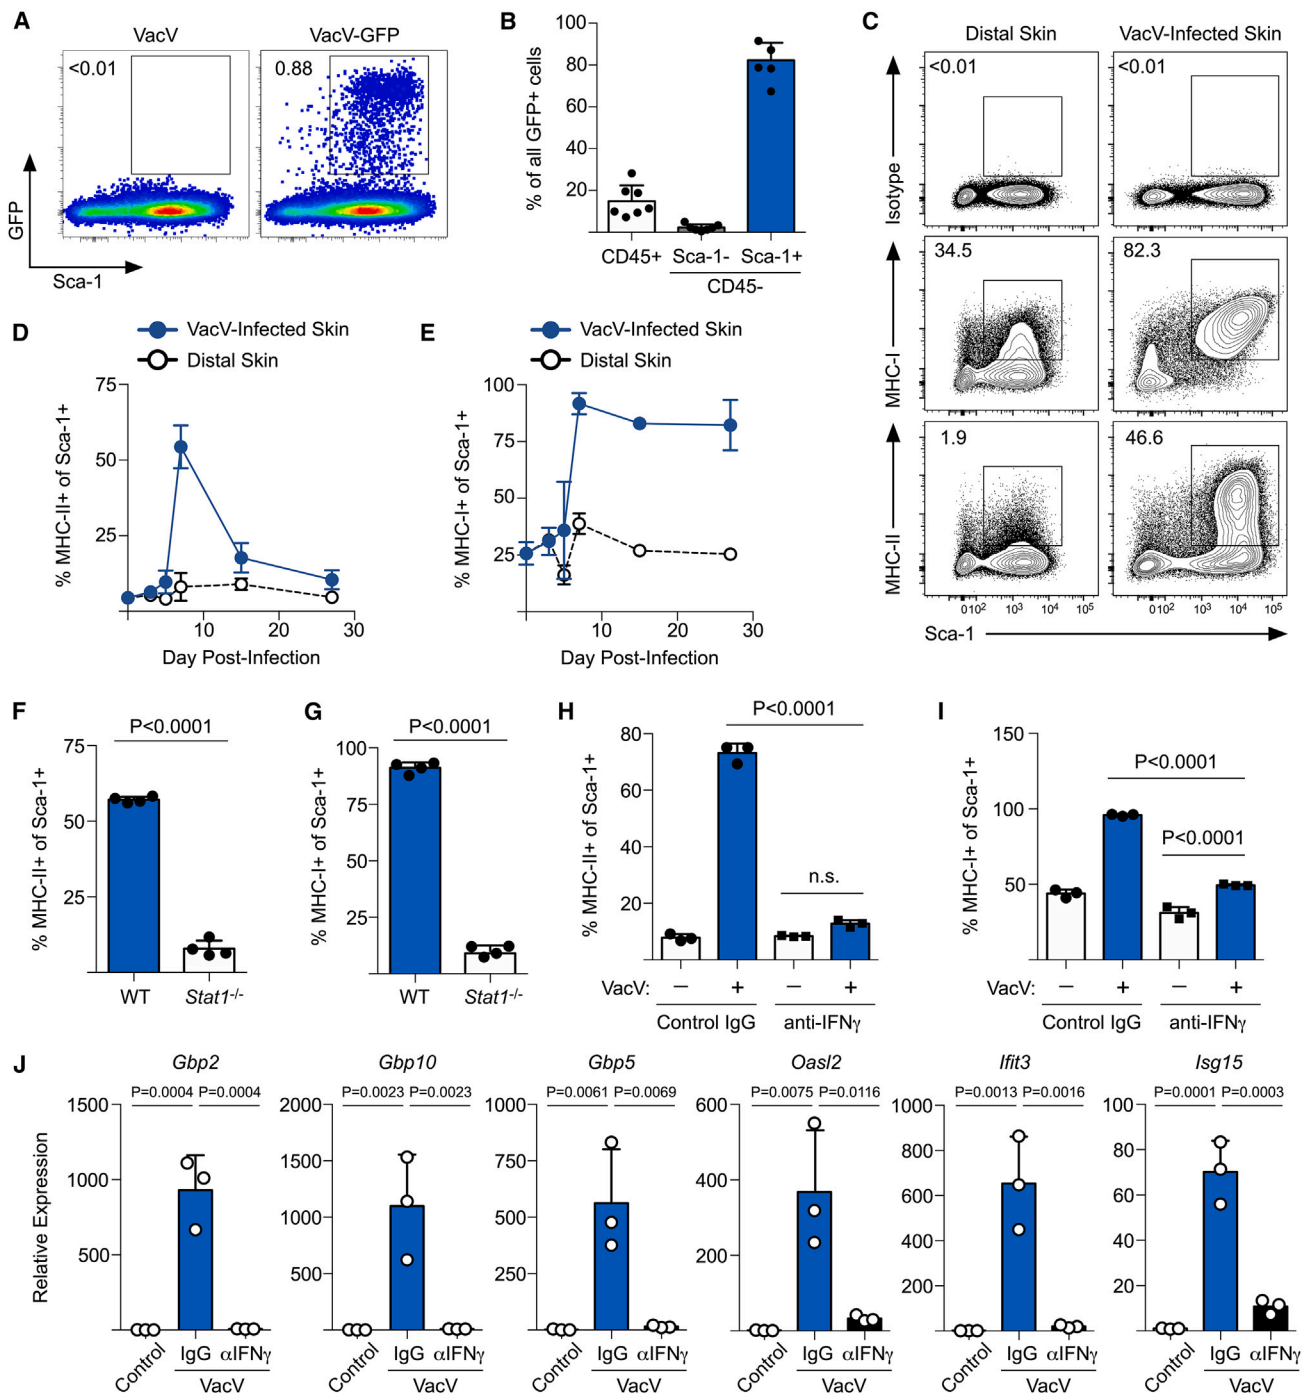 A
VacV
VacV-GFP
<0.01
0.88
GFP
Sca-1
B
% of all GFP+ cells
100
80
60
40
20
CD45+
Sca-1-
Sca-1+
CD45-
C
Distal Skin
VacV-Infected Skin
<0.01
<0.01
Isotype
34.5
82.3
MHC-I
1.9
46.6
MHC-II
0 10² 10³ 10⁴ 10⁵
0 10² 10³ 10⁴ 10⁵
Sca-1
D
VacV-Infected Skin
Distal Skin
% MHC-II+ of Sca-1+
75
50
25
10 20 30
Day Post-Infection
E
VacV-Infected Skin
Distal Skin
% MHC-I+ of Sca-1+
100
75
50
25
10 20 30
Day Post-Infection
F
P<0.0001
% MHC-II+ of Sca-1+
75
50
25
WT
Stat1-/-
G
P<0.0001
% MHC-I+ of Sca-1+
100
75
50
25
WT
Stat1-/-
H
P<0.0001
n.s.
% MHC-II+ of Sca-1+
80
60
40
20
VacV: − + − +
Control IgG
anti-IFNγ
I
P<0.0001
P<0.0001
% MHC-I+ of Sca-1+
150
100
50
VacV: − + − +
Control IgG
anti-IFNγ
J
Relative Expression
Gbp2
P=0.0004 P=0.0004
1500
1000
500
Control
IgG αIFNγ
VacV
Gbp10
P=0.0023 P=0.0023
2000
1500
1000
500
Control
IgG αIFNγ
VacV
Gbp5
P=0.0061 P=0.0069
1000
750
500
250
Control
IgG αIFNγ
VacV
Oasl2
P=0.0075 P=0.0116
600
400
200
Control
IgG αIFNγ
VacV
Ifit3
P=0.0013 P=0.0016
1000
800
600
400
200
Control
IgG αIFNγ
VacV
Isg15
P=0.0001 P=0.0003
100
80
60
40
20
Control
IgG αIFNγ
VacV